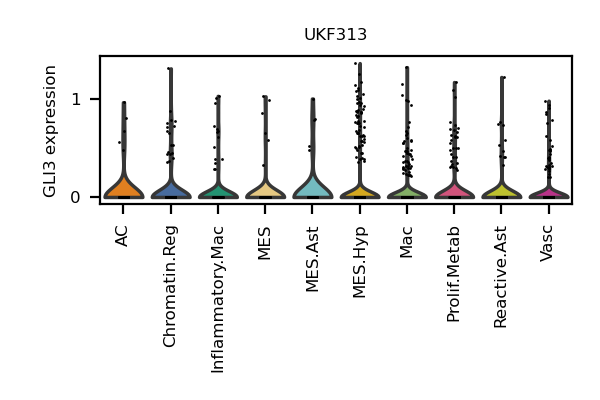 UKF313
GLI3 expression
1
0
AC
Chromatin.Reg
Inflammatory.Mac
MES
MES.Ast
MES.Hyp
Mac
Prolif.Metab
Reactive.Ast
Vasc